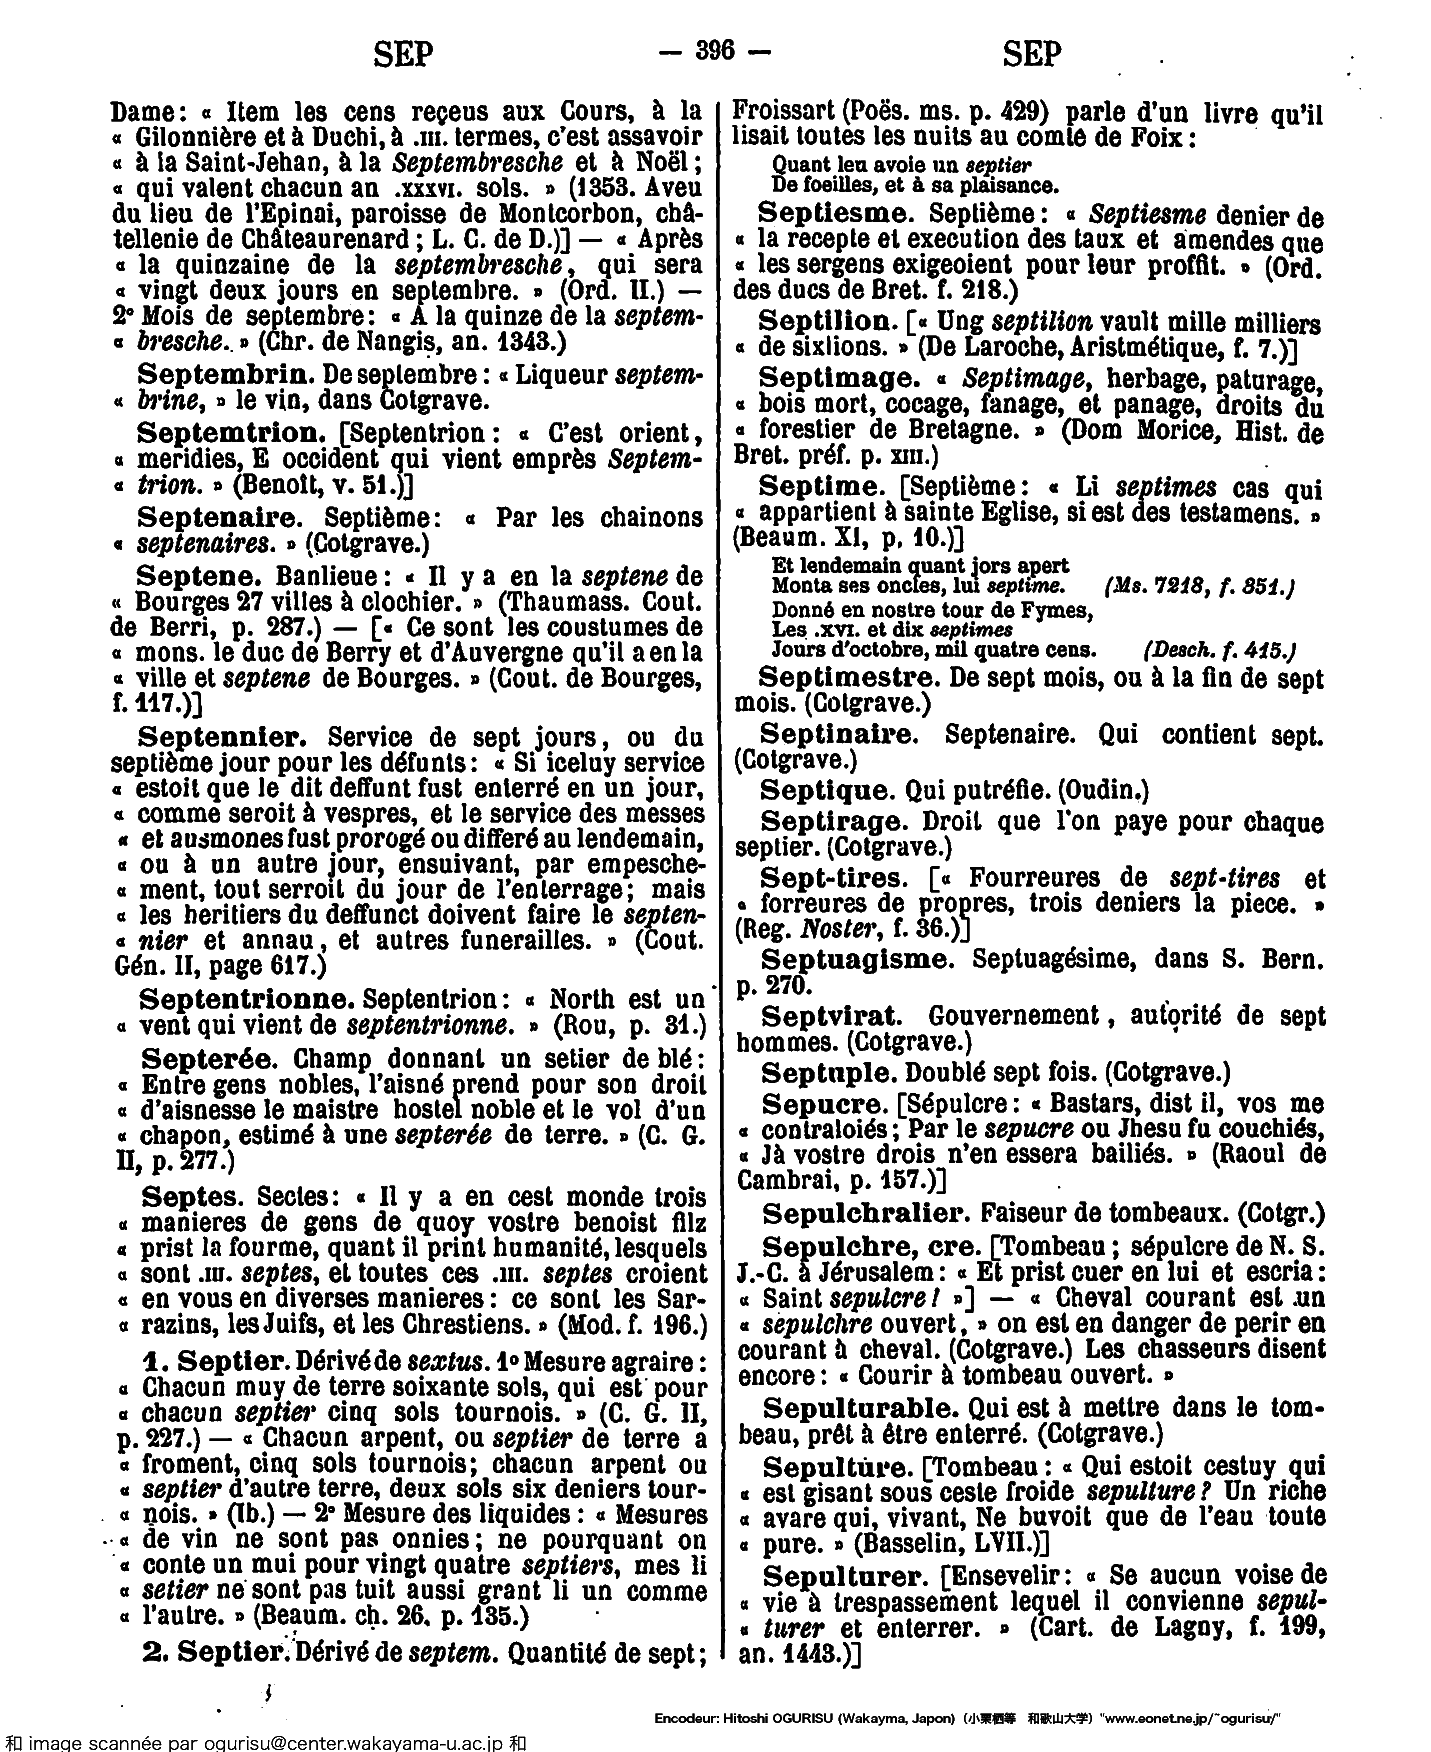 SEP — 396 — SEP
Dame : « Item les cens reçeus aux Cours, à la
« Gilonnière et à Duchi, à .III. termes, c'est assavoir
« à la Saint-Jehan, à la Septembresche et à Noël ;
« qui valent chacun an .XXXVI. sols. » (1353. Aveu
du lieu de l'Epinai, paroisse de Montcorbon, châ-
tellenie de Châteaurenard ; L. C. de D.)] — « Après
« la quinzaine de la septembresche, qui sera
« vingt deux jours en septembre. » (Ord. II.) —
2° Mois de septembre : « A la quinze de la septem-
« bresche. » (Chr. de Nangis, an. 1343.)
Septembrin. De septembre : « Liqueur septem-
« brine, » le vin, dans Cotgrave.
Septemtrion. [Septentrion : « C'est orient,
« meridies, E occident qui vient emprès Septem-
« trion. » (Benoît, v. 51.)]
Septenaire. Septième : « Par les chainons
« septenaires. » (Cotgrave.)
Septene. Banlieue : « Il y a en la septene de
« Bourges 27 villes à clochier. » (Thaumass. Cout.
de Berri, p. 287.) — [« Ce sont les coustumes de
« mons. le duc de Berry et d'Auvergne qu'il a en la
« ville et septene de Bourges. » (Cout. de Bourges,
f. 117.)]
Septennier. Service de sept jours, ou du
septième jour pour les défunts : « Si iceluy service
« estoit que le dit deffunt fust enterré en un jour,
« comme seroit à vespres, et le service des messes
« et ausmones fust prorogé ou differé au lendemain,
« ou à un autre jour, ensuivant, par empesche-
« ment, tout serroit du jour de l'enterrage ; mais
« les heritiers du deffunct doivent faire le septen-
« nier et annau, et autres funerailles. » (Cout.
Gén. II, page 617.)
Septentrionne. Septentrion : « North est un
« vent qui vient de septentrionne. » (Rou, p. 31.)
Septerée. Champ donnant un setier de blé :
« Entre gens nobles, l'aisné prend pour son droit
« d'aisnesse le maistre hostel noble et le vol d'un
« chapon, estimé à une septerée de terre. » (C. G.
II, p. 277.)
Septes. Sectes : « Il y a en cest monde trois
« manieres de gens de quoy vostre benoist filz
« prist la fourme, quant il print humanité, lesquels
« sont .III. septes, et toutes ces .III. septes croient
« en vous en diverses manieres : ce sont les Sar-
« razins, les Juifs, et les Chrestiens. » (Mod. f. 196.)
1. Septier. Dérivé de sextus. 1° Mesure agraire :
« Chacun muy de terre soixante sols, qui est pour
« chacun septier cinq sols tournois. » (C. G. II,
p. 227.) — « Chacun arpent, ou septier de terre a
« froment, cinq sols tournois ; chacun arpent ou
« septier d'autre terre, deux sols six deniers tour-
« nois. » (Ib.) — 2° Mesure des liquides : « Mesures
« de vin ne sont pas onnies ; ne pourquant on
« conte un mui pour vingt quatre septiers, mes li
« setier ne sont pas tuit aussi grant li un comme
« l'autre. » (Beaum. ch. 26, p. 135.)
2. Septier. Dérivé de septem. Quantité de sept ;
Froissart (Poës. ms. p. 429) parle d'un livre qu'il
lisait toutes les nuits au comte de Foix :
Quant leu avoie un septier
De foeilles, et à sa plaisance.
Septiesme. Septième : « Septiesme denier de
« la recepte et execution des taux et amendes que
« les sergens exigeoient pour leur proffit. » (Ord.
des ducs de Bret. f. 218.)
Septilion. [« Ung septilion vault mille milliers
« de sixlions. » (De Laroche, Aristmétique, f. 7.)]
Septimage. « Septimage, herbage, paturage,
« bois mort, cocage, fanage, et panage, droits du
« forestier de Bretagne. » (Dom Morice, Hist. de
Bret. préf. p. XIII.)
Septime. [Septième : « Li septimes cas qui
« appartient à sainte Eglise, si est des testamens. »
(Beaum. XI, p. 10.)]
Et lendemain quant jors apert
Monta ses oncles, lui septime. (Ms. 7218, f. 851.)
Donné en nostre tour de Fymes,
Les .XVI. et dix septimes
Jours d'octobre, mil quatre cens. (Desch. f. 415.)
Septimestre. De sept mois, ou à la fin de sept
mois. (Cotgrave.)
Septinaire. Septenaire. Qui contient sept.
(Cotgrave.)
Septique. Qui putréfie. (Oudin.)
Septirage. Droit que l'on paye pour chaque
septier. (Cotgrave.)
Sept-tires. [« Fourreures de sept-tires et
« forreures de propres, trois deniers la piece. »
(Reg. Noster, f. 36.)]
Septuagisme. Septuagésime, dans S. Bern.
p. 270.
Septvirat. Gouvernement, autorité de sept
hommes. (Cotgrave.)
Septuple. Doublé sept fois. (Cotgrave.)
Sepucre. [Sépulcre : « Bastars, dist il, vos me
« contraloiés ; Par le sepucre ou Jhesu fu couchiés,
« Jà vostre drois n'en essera bailiés. » (Raoul de
Cambrai, p. 157.)]
Sepulchralier. Faiseur de tombeaux. (Cotgr.)
Sepulchre, cre. [Tombeau ; sépulcre de N. S.
J.-C. à Jérusalem : « Et prist cuer en lui et escria :
« Saint sepulcre ! »] — « Cheval courant est un
« sepulchre ouvert, » on est en danger de perir en
courant à cheval. (Cotgrave.) Les chasseurs disent
encore : « Courir à tombeau ouvert. »
Sepulturable. Qui est à mettre dans le tom-
beau, prêt à être enterré. (Cotgrave.)
Sepulture. [Tombeau : « Qui estoit cestuy qui
« est gisant sous ceste froide sepulture ? Un riche
« avare qui, vivant, Ne buvoit que de l'eau toute
« pure. » (Basselin, LVII.)]
Sepulturer. [Ensevelir : « Se aucun voise de
« vie à trespassement lequel il convienne sepul-
« turer et enterrer. » (Cart. de Lagny, f. 199,
an. 1443.)]
Encodeur: Hitoshi OGURISU (Wakayma, Japon) (小栗栖等 和歌山大学) "www.eonet.ne.jp/~ogurisu/"
和 image scannée par ogurisu@center.wakayama-u.ac.jp 和